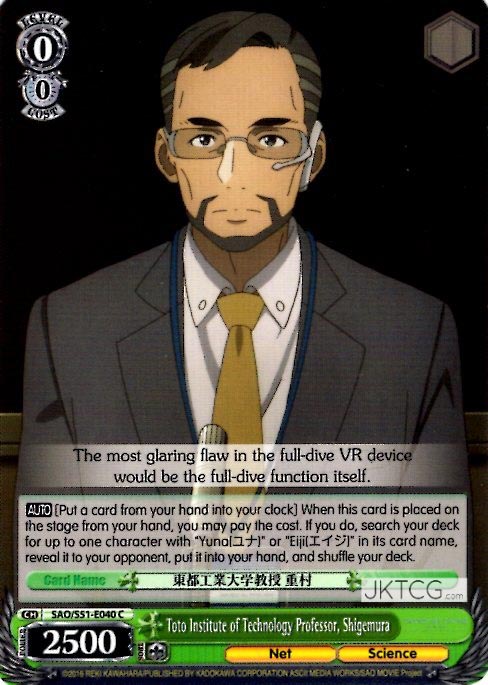 LEVEL
0
0
COST
The most glaring flaw in the full-dive VR device
would be the full-dive function itself.
AUTO [Put a card from your hand into your clock] When this card is placed on
the stage from your hand, you may pay the cost. If you do, search your deck
for up to one character with "Yuna(ユナ)" or "Eiji(エイジ)" in its card name,
reveal it to your opponent, put it into your hand, and shuffle your deck.
Card Name 東都工業大学教授 重村
JKTCG.com
CH SAO/SS1-E040 C
POWER 2500 SOUL
Toto Institute of Technology Professor, Shigemura
Net Science
©2016 REKI KAWAHARA/PUBLISHED BY KADOKAWA CORPORATION ASCII MEDIA WORKS/SAO MOVIE Project